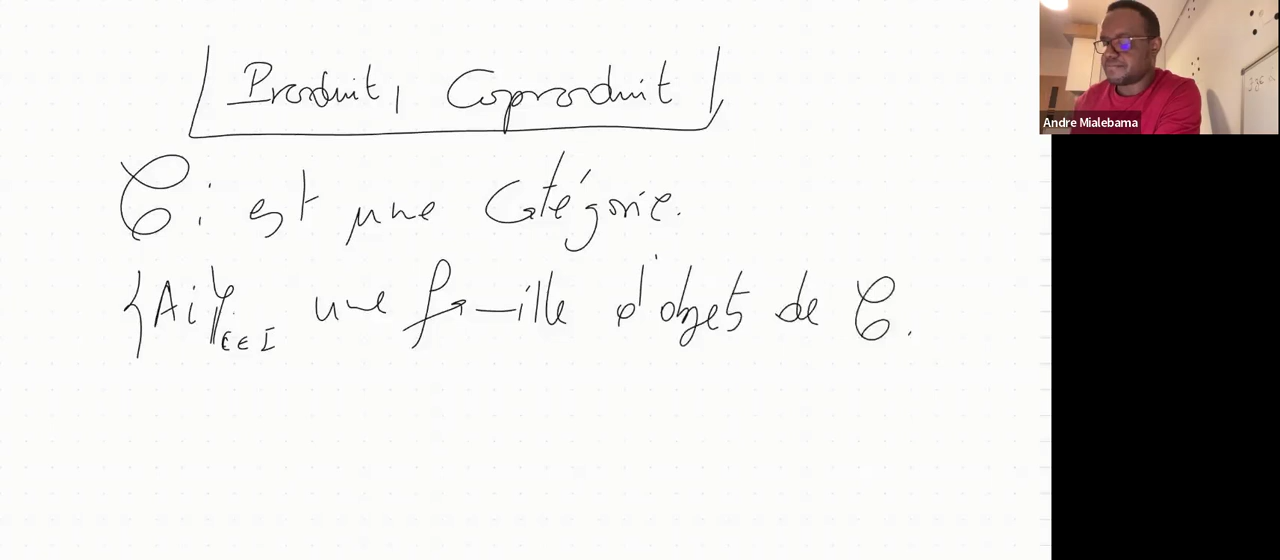 Produit, Coproduit
C : est une Catégorie.
{Ai}i∈I une famille d'objets de C.
Andre Mialebama